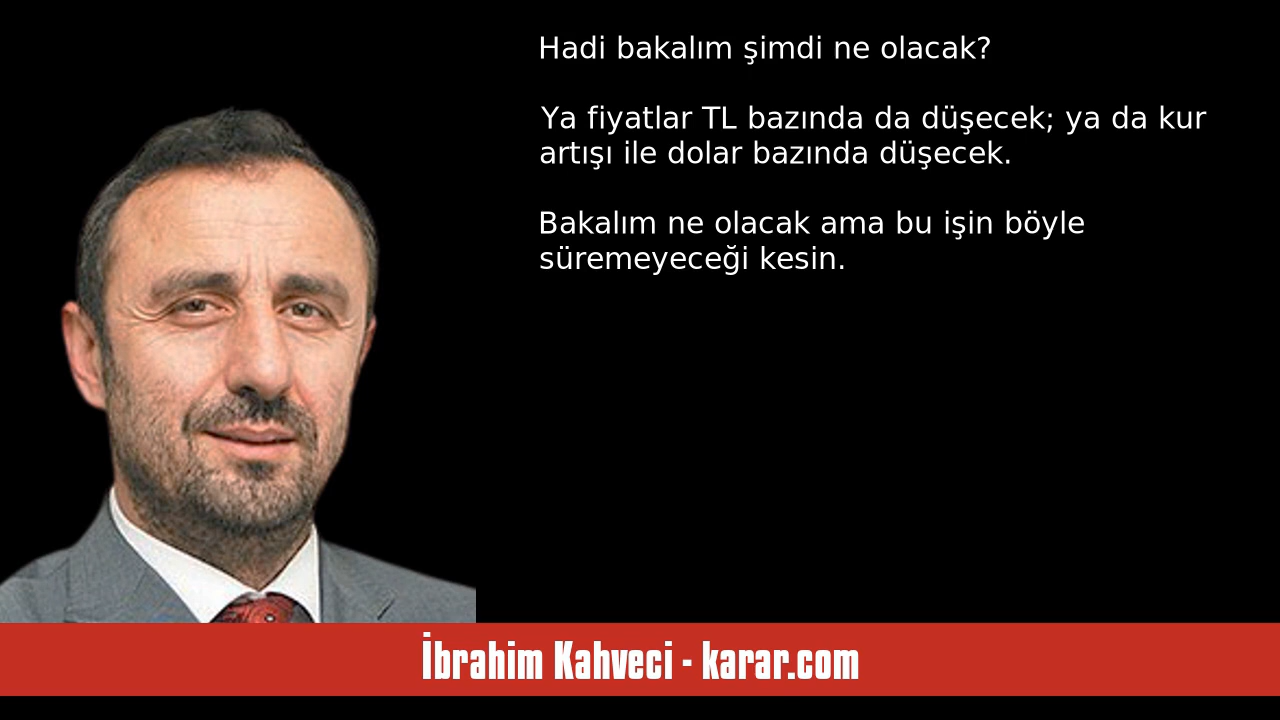 Hadi bakalım şimdi ne olacak?
Ya fiyatlar TL bazında da düşecek; ya da kur
artışı ile dolar bazında düşecek.
Bakalım ne olacak ama bu işin böyle
süremeyeceği kesin.
İbrahim Kahveci - karar.com